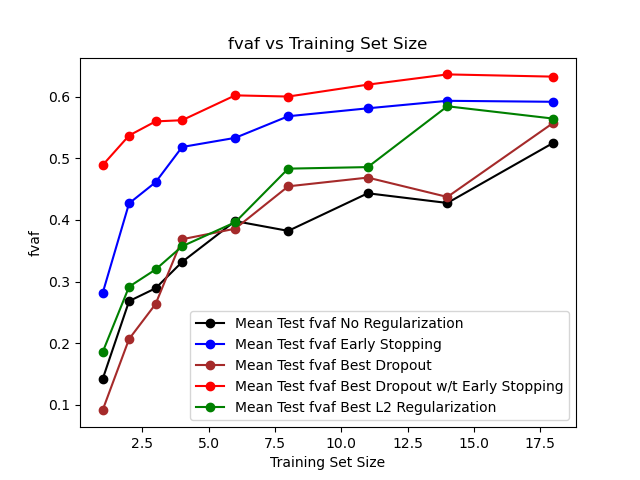 fvaf vs Training Set Size
fvaf
0.6
0.5
0.4
0.3
0.2
0.1
Mean Test fvaf No Regularization
Mean Test fvaf Early Stopping
Mean Test fvaf Best Dropout
Mean Test fvaf Best Dropout w/t Early Stopping
Mean Test fvaf Best L2 Regularization
2.5 5.0 7.5 10.0 12.5 15.0 17.5
Training Set Size